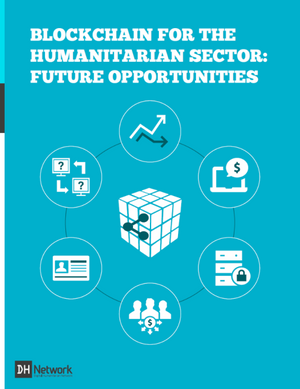 BLOCKCHAIN FOR THE
HUMANITARIAN SECTOR:
FUTURE OPPORTUNITIES
?
$
?
$
DH Network